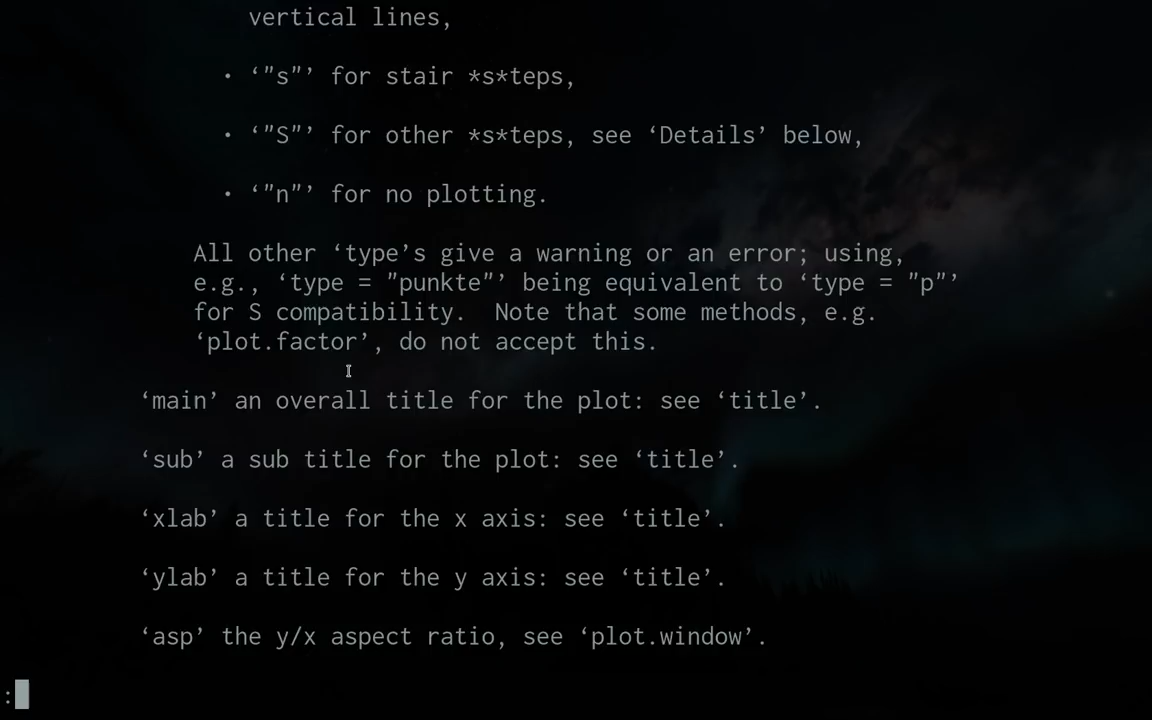 vertical lines,
• ‘"s"’ for stair *s*teps,
• ‘"S"’ for other *s*teps, see ‘Details’ below,
• ‘"n"’ for no plotting.
All other ‘type’s give a warning or an error; using,
e.g., ‘type = "punkte"’ being equivalent to ‘type = "p"’
for S compatibility.  Note that some methods, e.g.
‘plot.factor’, do not accept this.
‘main’ an overall title for the plot: see ‘title’.
‘sub’ a sub title for the plot: see ‘title’.
‘xlab’ a title for the x axis: see ‘title’.
‘ylab’ a title for the y axis: see ‘title’.
‘asp’ the y/x aspect ratio, see ‘plot.window’.
: